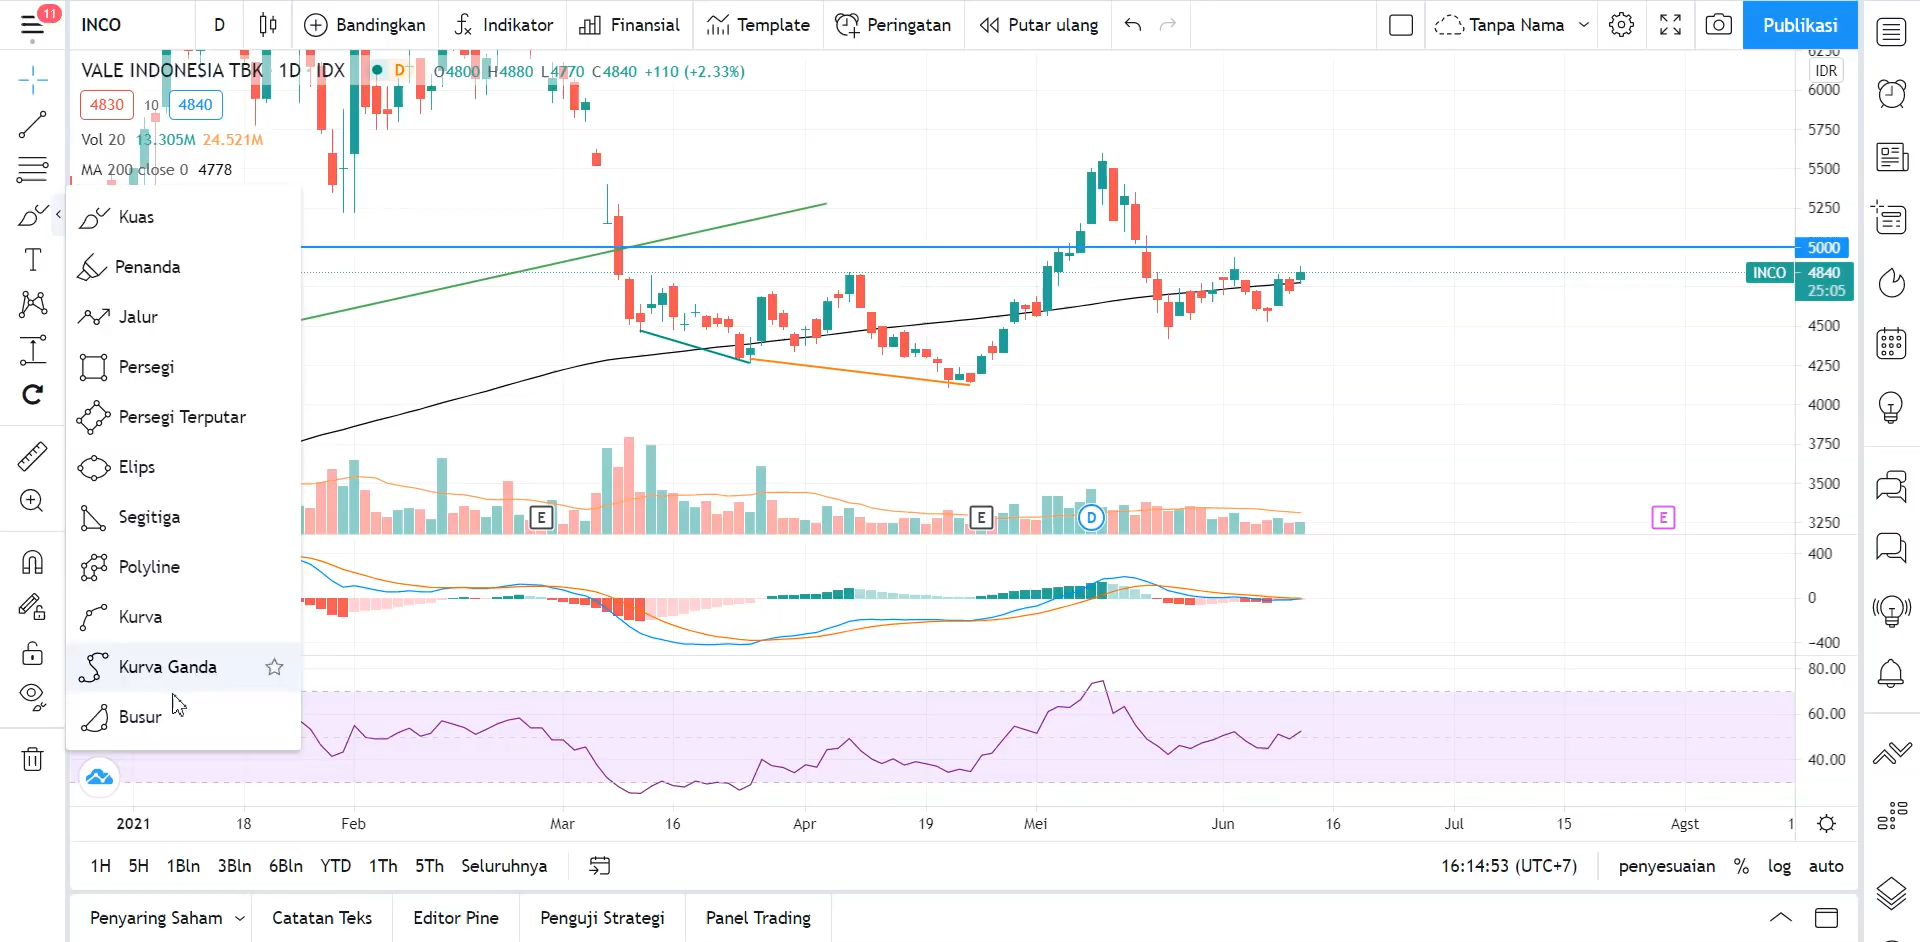 11
INCO
D
Bandingkan
Indikator
Finansial
Template
Peringatan
Putar ulang
Tanpa Nama
Publikasi
VALE INDONESIA TBK 1D IDX
D
O4800 H4880 L4770 C4840 +110 (+2.33%)
4830 10 4840
Vol 20 13.305M 24.521M
MA 200 close 0 4778
Kuas
Penanda
Jalur
Persegi
Persegi Terputar
Elips
Segitiga
Polyline
Kurva
Kurva Ganda
Busur
T
E
E
D
E
6250
IDR
6000
5750
5500
5250
5000
INCO 4840
25:05
4500
4250
4000
3750
3500
3250
400
0
−400
80.00
60.00
40.00
2021 18 Feb Mar 16 Apr 19 Mei Jun 16 Jul 15 Agst 1
1H 5H 1Bln 3Bln 6Bln YTD 1Th 5Th Seluruhnya
16:14:53 (UTC+7) penyesuaian % log auto
Penyaring Saham Catatan Teks Editor Pine Penguji Strategi Panel Trading